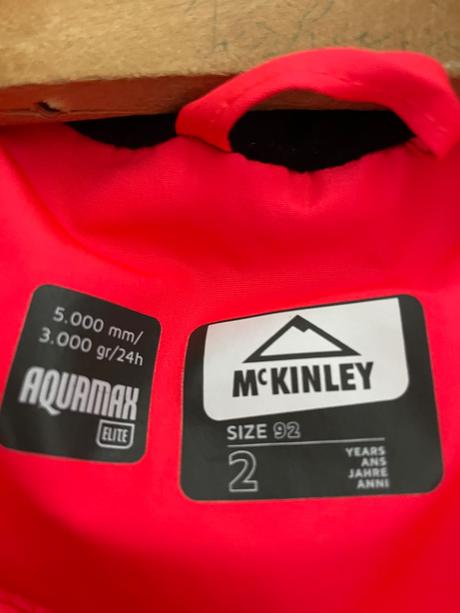 5.000 mm/
3.000 gr/24h
AQUAMAX
ELITE
McKINLEY
SIZE 92
2
YEARS
ANS
JAHRE
ANNI